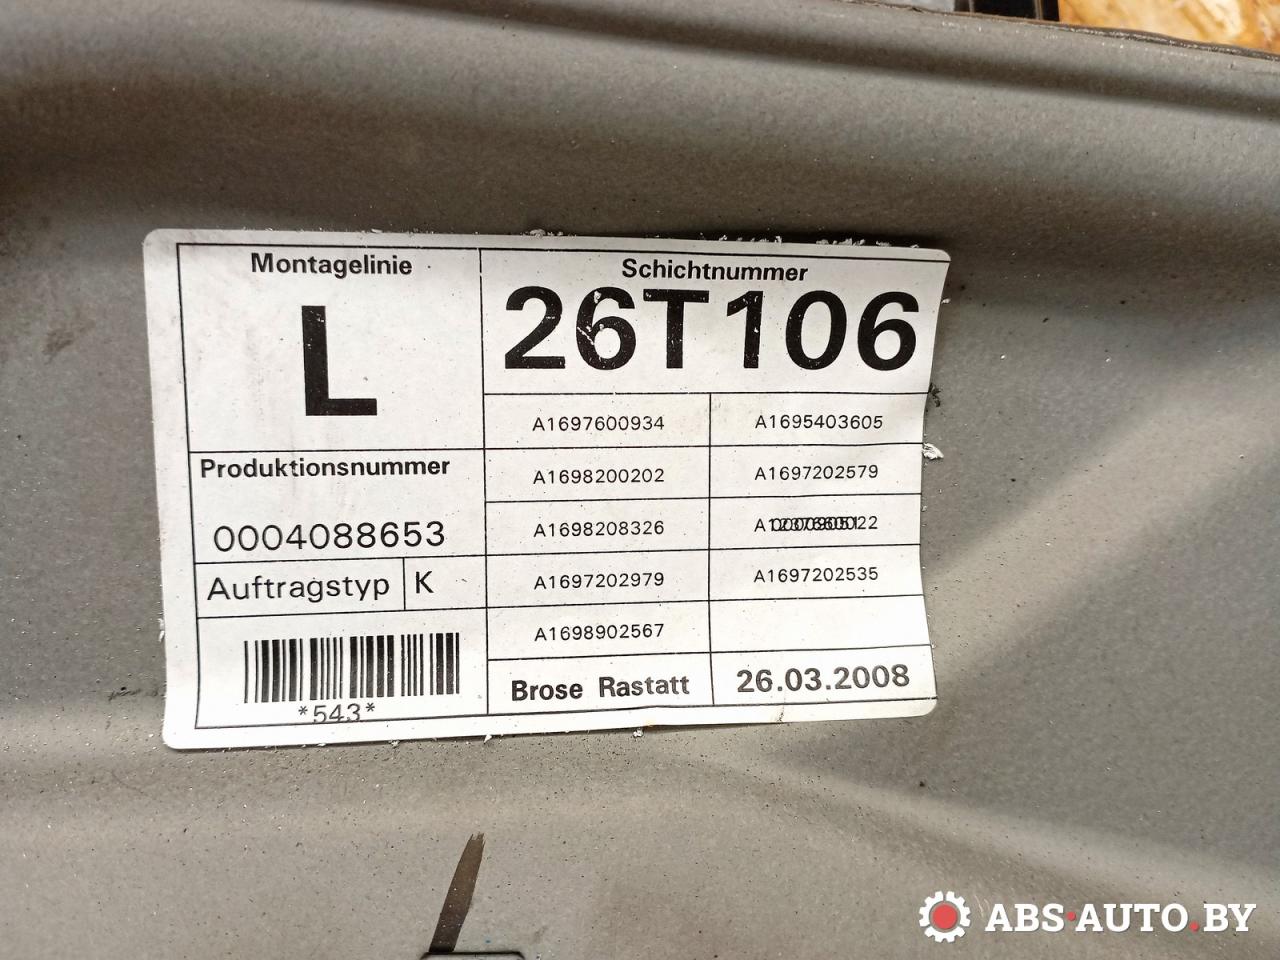 Montagelinie
L
Schichtnummer
26T106
A1697600934 A1695403605
Produktionsnummer
0004088653
A1698200202 A1697202579
A1698208326
Auftragstyp K
A1697202979 A1697202535
A1698902567
*543*
Brose Rastatt 26.03.2008
ABS·AUTO.BY